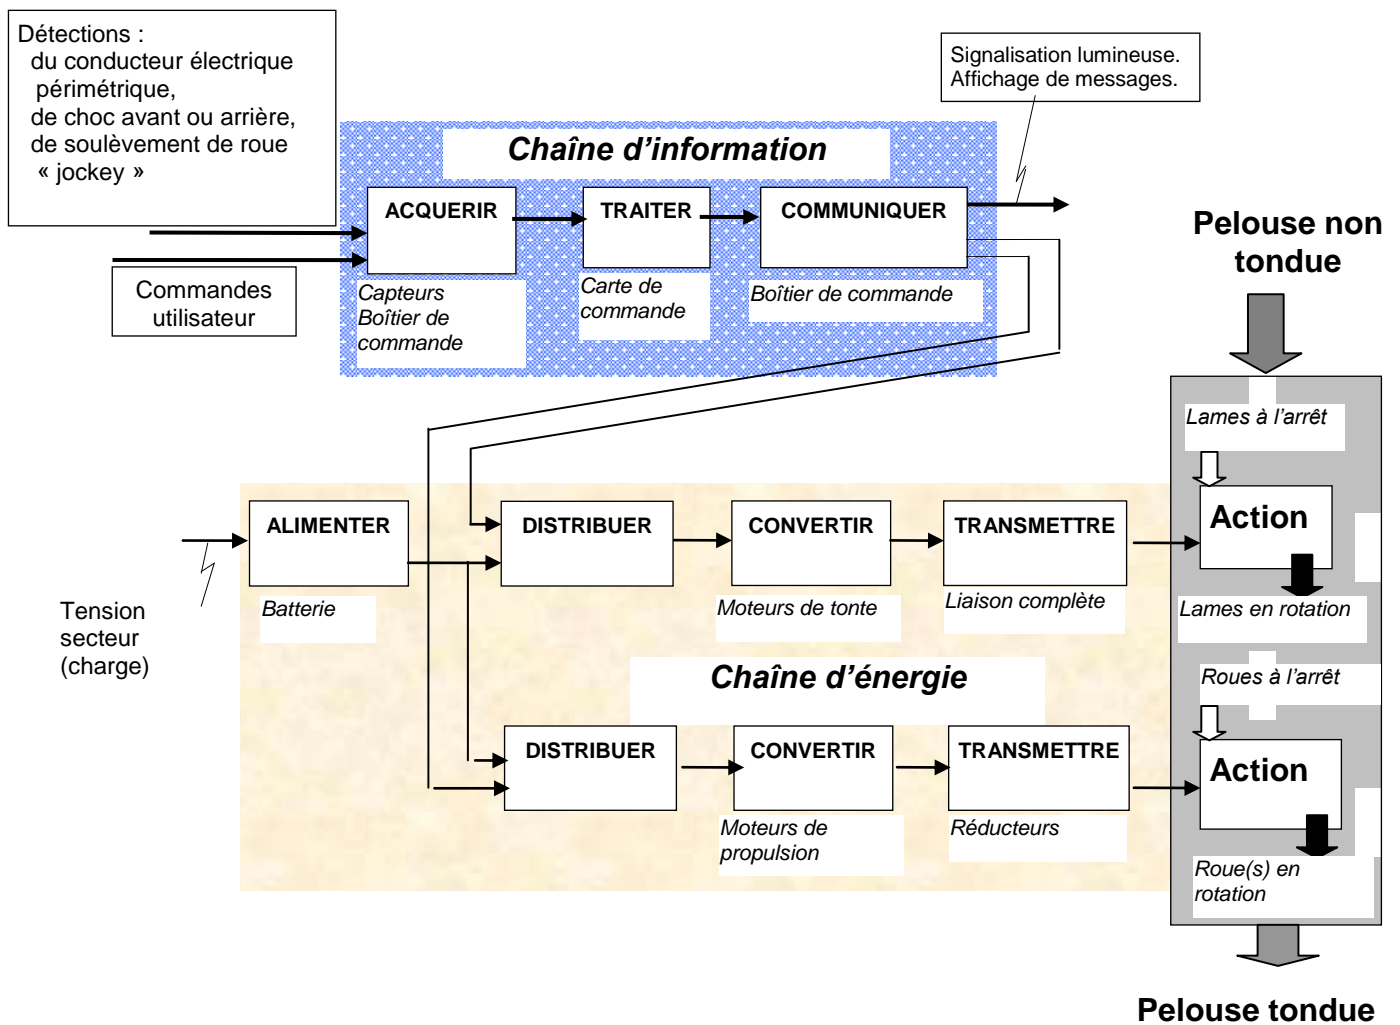 Détections :
du conducteur électrique
périmétrique,
de choc avant ou arrière,
de soulèvement de roue
« jockey »
Signalisation lumineuse.
Affichage de messages.
Chaîne d’information
ACQUERIR
TRAITER
COMMUNIQUER
Commandes
utilisateur
Capteurs
Boîtier de
commande
Carte de
commande
Boîtier de commande
Pelouse non
tondue
Lames à l’arrêt
ALIMENTER
DISTRIBUER
CONVERTIR
TRANSMETTRE
Action
Tension
secteur
(charge)
Batterie
Moteurs de tonte
Liaison complète
Lames en rotation
Chaîne d’énergie
Roues à l’arrêt
DISTRIBUER
CONVERTIR
TRANSMETTRE
Action
Moteurs de
propulsion
Réducteurs
Roue(s) en
rotation
Pelouse tondue